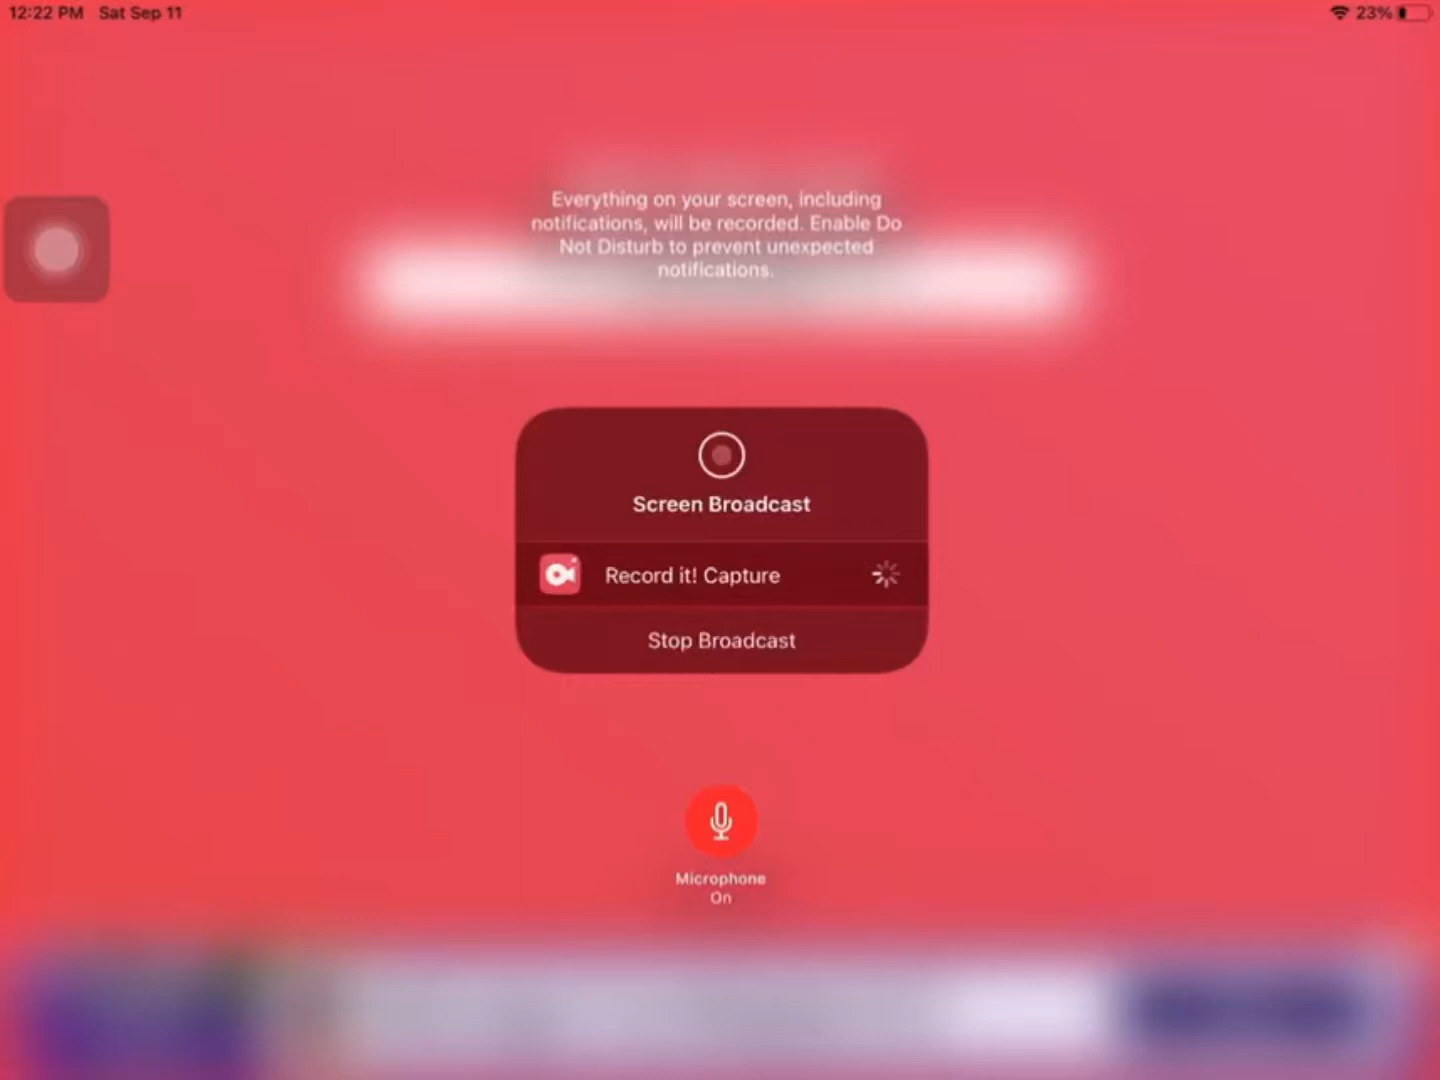 12:22 PM Sat Sep 11
23%
Everything on your screen, including
notifications, will be recorded. Enable Do
Not Disturb to prevent unexpected
notifications.
Screen Broadcast
Record it! Capture
Stop Broadcast
Microphone
On